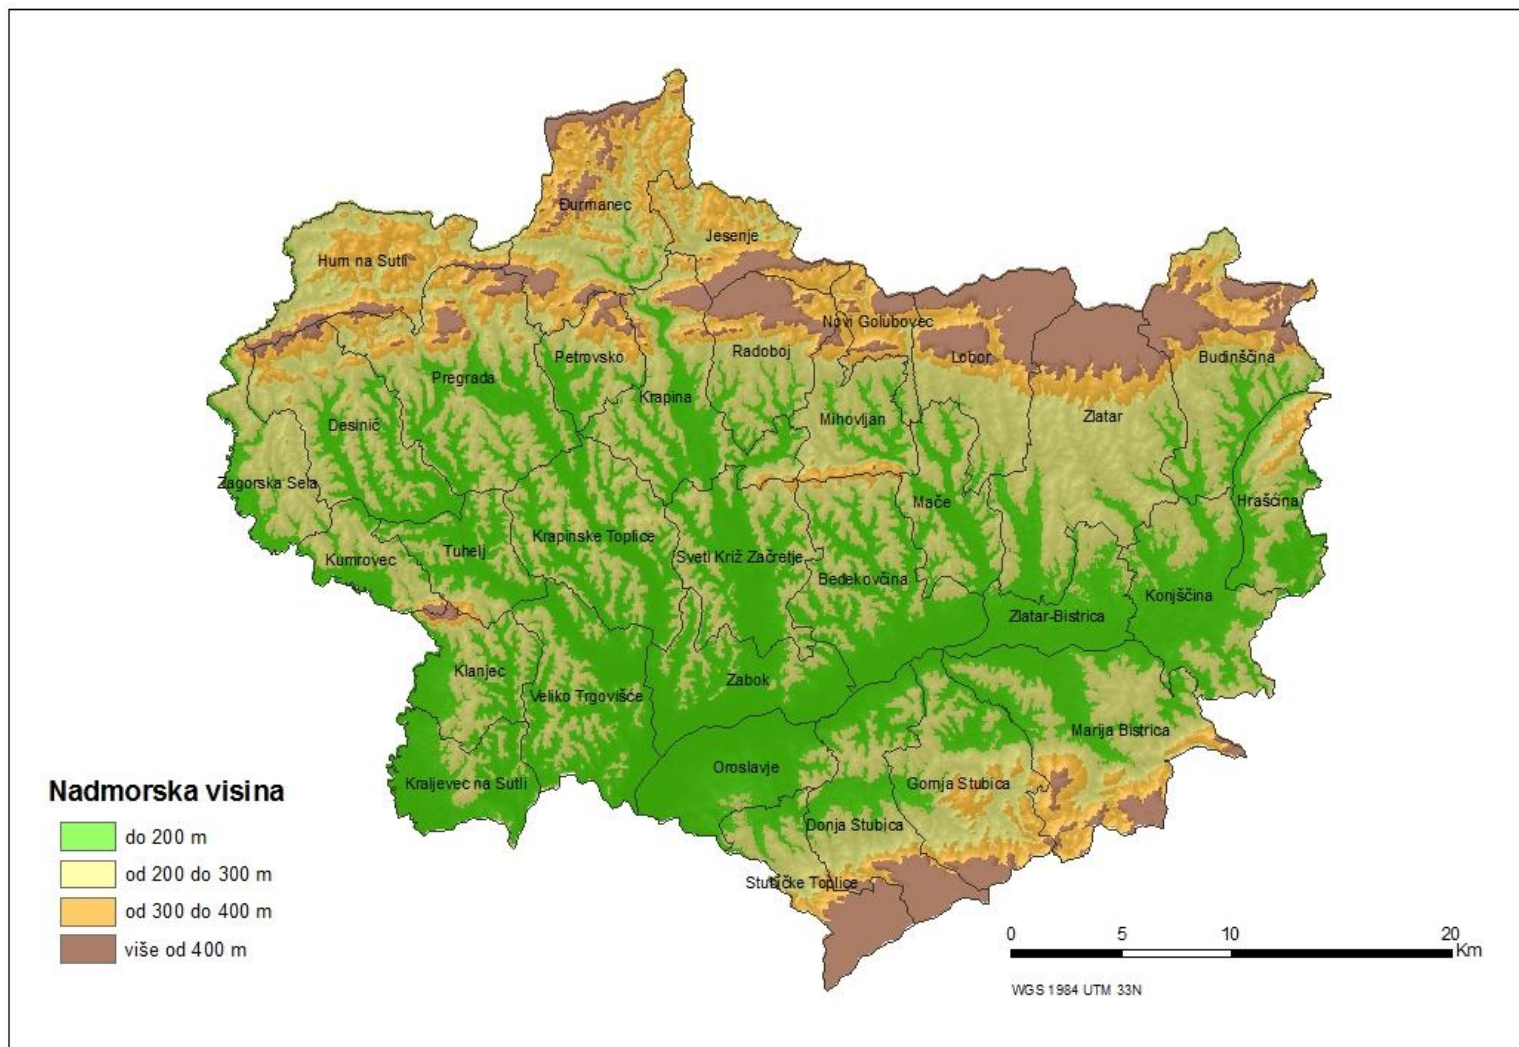 Đurmanec
Jesenje
Hum na Sutli
Novi Golubovec
Radoboj
Petrovsko
Lobor
Budinščina
Pregrada
Krapina
Zlatar
Mihovljan
Desinić
Zagorska Sela
Mače
Hrašćina
Krapinske Toplice
Tuhelj
Kumrovec
Sveti Križ Začretje
Bedekovčina
Konjščina
Zlatar-Bistrica
Klanjec
Zabok
Veliko Trgovišće
Marija Bistrica
Oroslavje
Kraljevec na Sutli
Gornja Stubica
Donja Stubica
Stubičke Toplice
Nadmorska visina
do 200 m
od 200 do 300 m
od 300 do 400 m
više od 400 m
0 5 10 20
Km
WGS 1984 UTM 33N